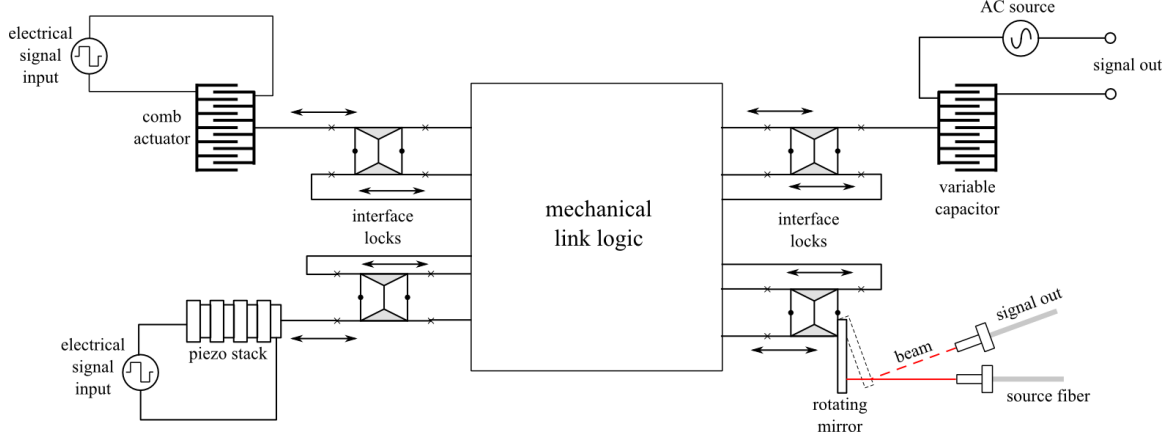 electrical
signal
input
comb
actuator
interface
locks
electrical
signal
input
piezo stack
mechanical
link logic
AC source
signal out
variable
capacitor
interface
locks
signal out
beam
source fiber
rotating
mirror